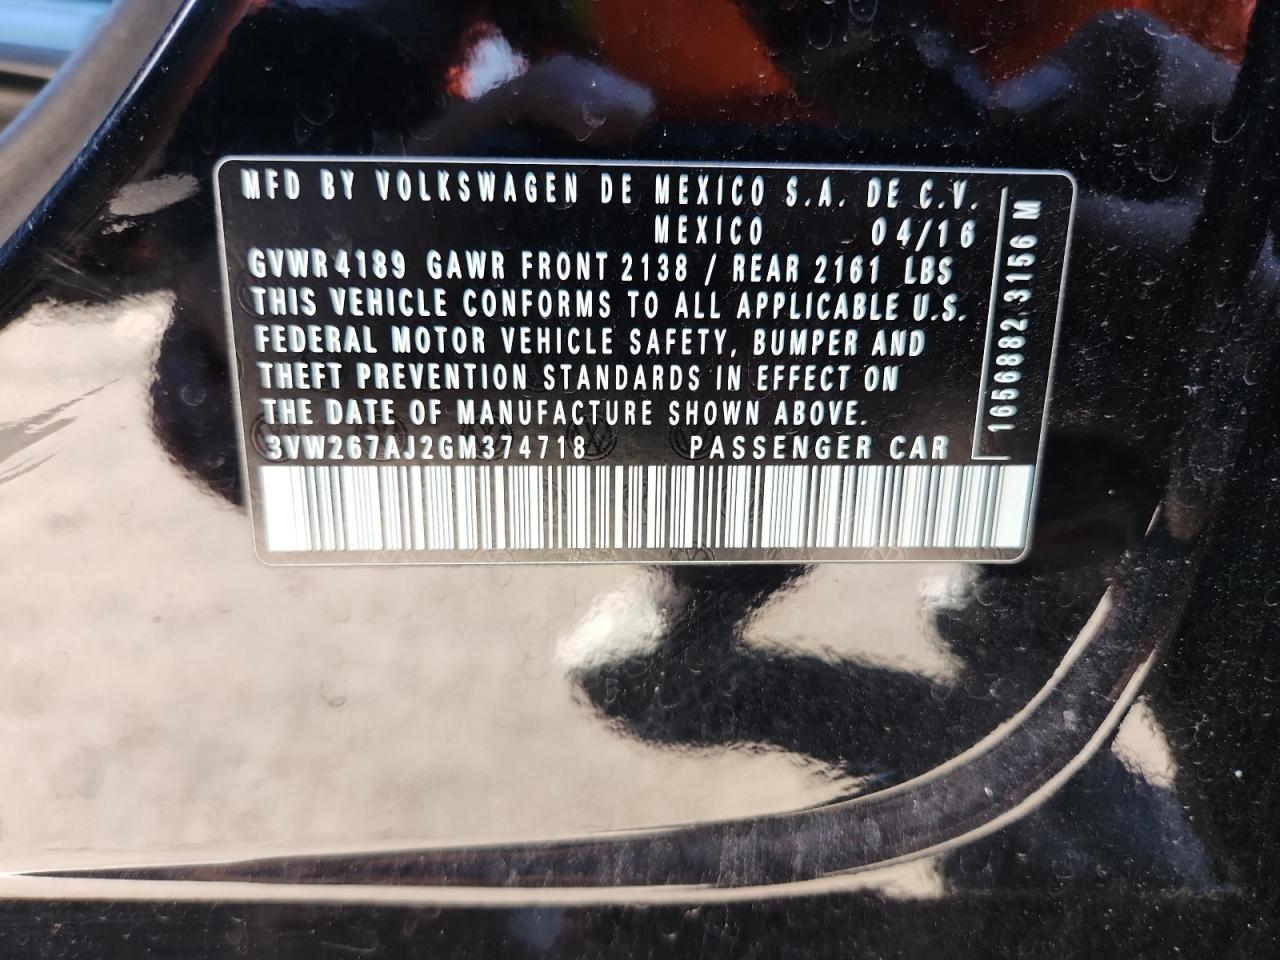 MFD BY VOLKSWAGEN DE MEXICO S.A. DE C.V.
MEXICO 04/16
GVWR 4189 GAWR FRONT 2138 / REAR 2161 LBS
THIS VEHICLE CONFORMS TO ALL APPLICABLE U.S.
FEDERAL MOTOR VEHICLE SAFETY, BUMPER AND
THEFT PREVENTION STANDARDS IN EFFECT ON
THE DATE OF MANUFACTURE SHOWN ABOVE.
3VW267AJ2GM374718 PASSENGER CAR
1656882 3156 M